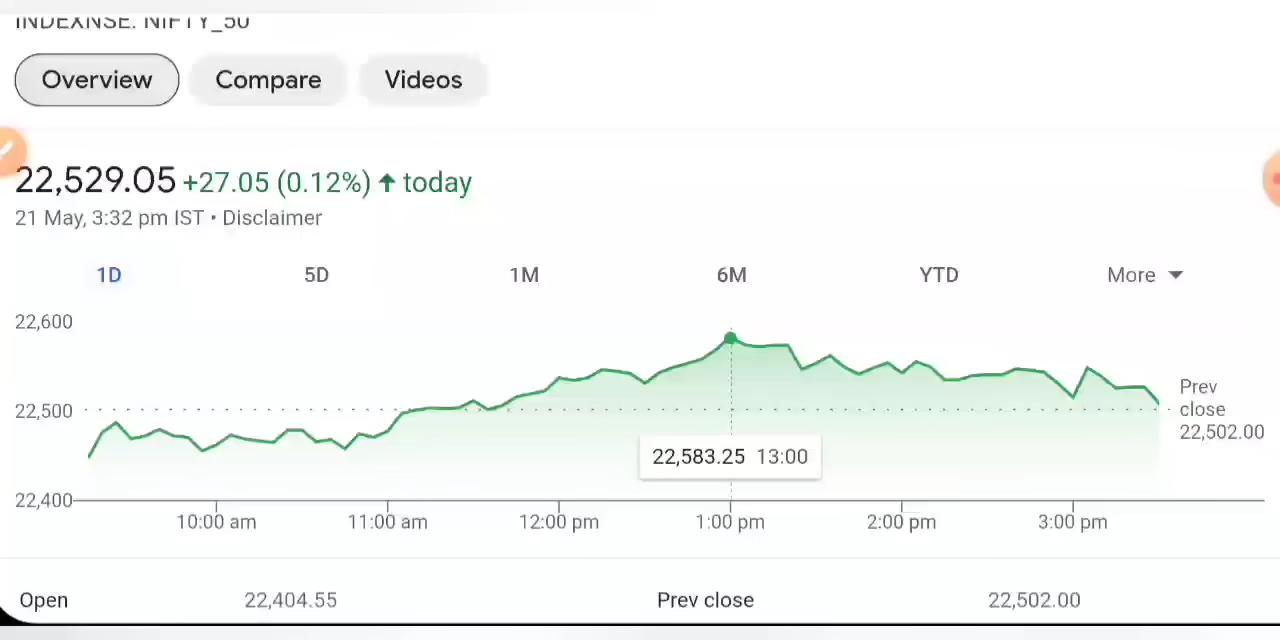 INDEXNSE: NIFTY_50
Overview Compare Videos
22,529.05 +27.05 (0.12%) ↑ today
21 May, 3:32 pm IST • Disclaimer
1D 5D 1M 6M YTD More
22,600
22,500
22,400
Prev
close
22,502.00
22,583.25 13:00
10:00 am 11:00 am 12:00 pm 1:00 pm 2:00 pm 3:00 pm
Open 22,404.55 Prev close 22,502.00